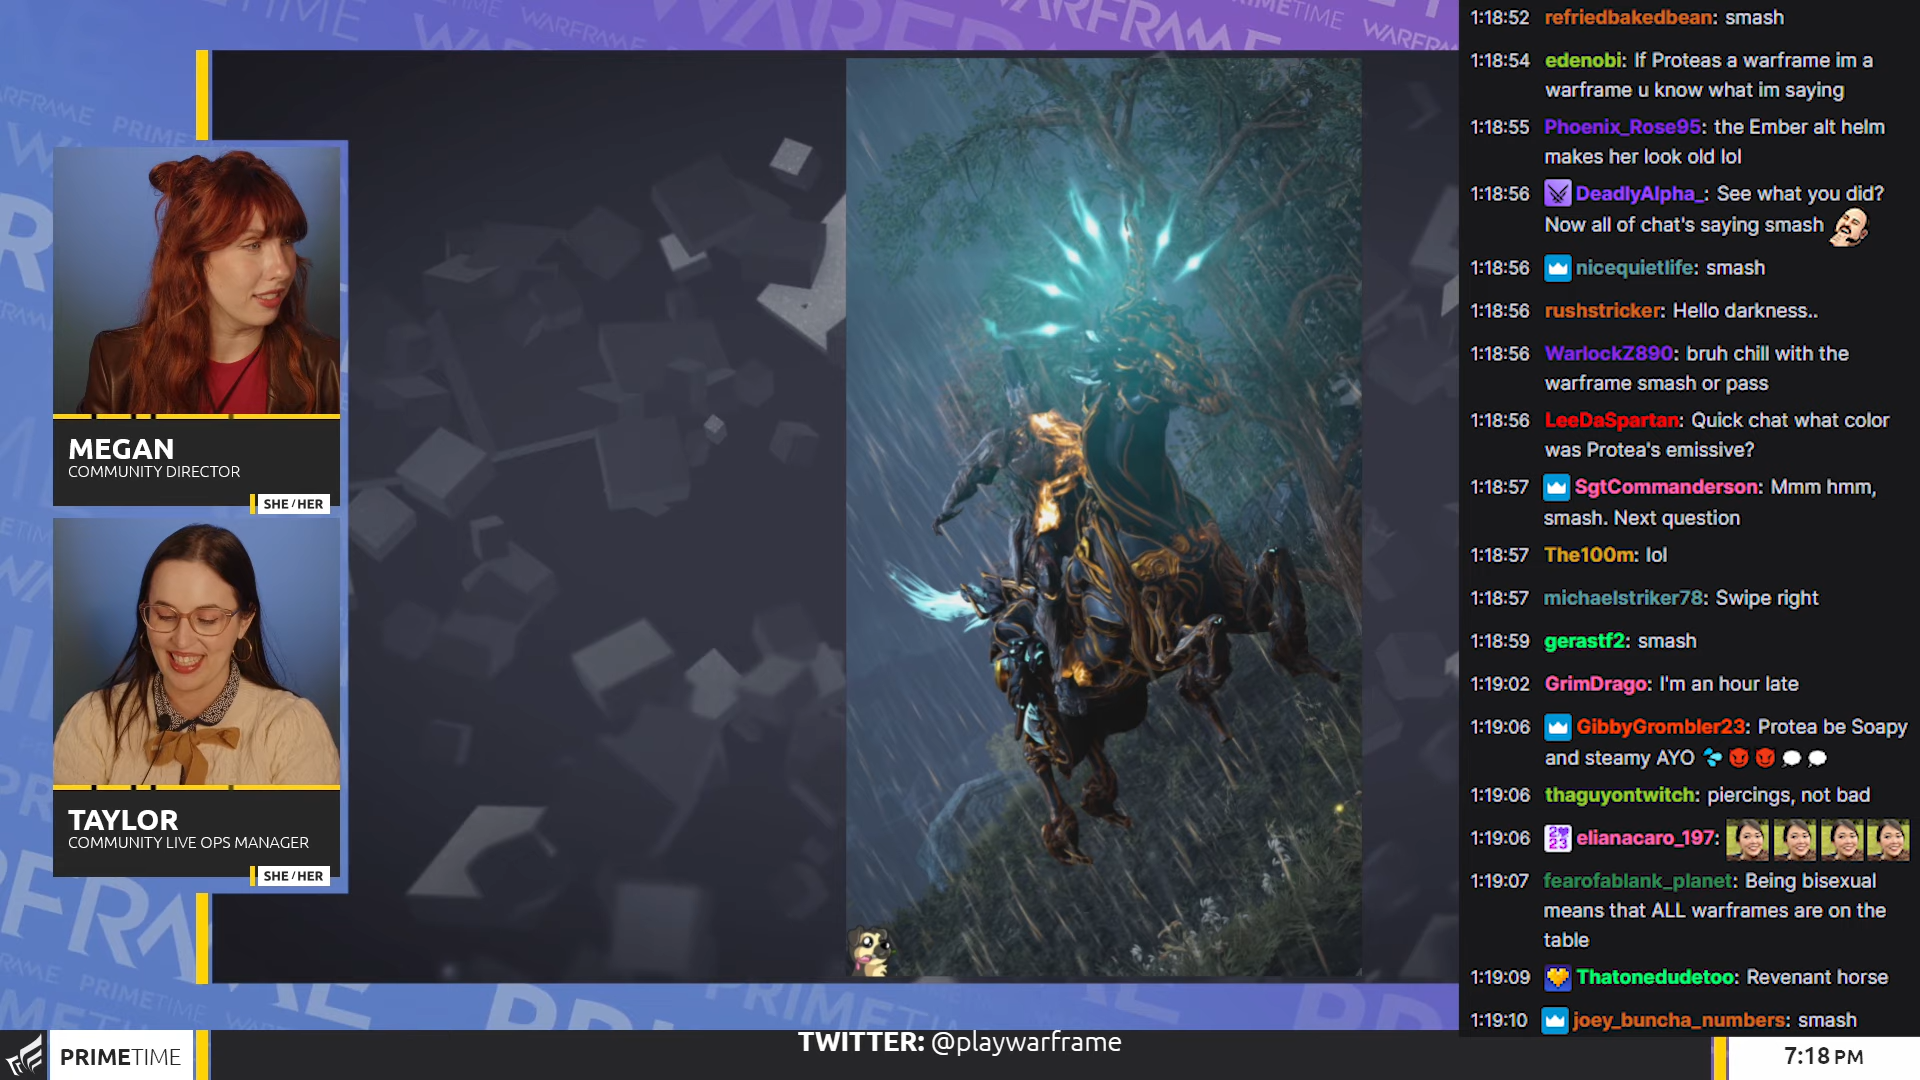 MEGAN
COMMUNITY DIRECTOR
SHE/HER
TAYLOR
COMMUNITY LIVE OPS MANAGER
SHE/HER
1:18:52 refriedbakedbean: smash
1:18:54 edenobi: If Proteas a warframe im a
warframe u know what im saying
1:18:55 Phoenix_Rose95: the Ember alt helm
makes her look old lol
1:18:56 DeadlyAlpha_: See what you did?
Now all of chat's saying smash
1:18:56 nicequietlife: smash
1:18:56 rushstricker: Hello darkness..
1:18:56 WarlockZ890: bruh chill with the
warframe smash or pass
1:18:56 LeeDaSpartan: Quick chat what color
was Protea's emissive?
1:18:57 SgtCommanderson: Mmm hmm,
smash. Next question
1:18:57 The100m: lol
1:18:57 michaelstriker78: Swipe right
1:18:59 gerastf2: smash
1:19:02 GrimDrago: I'm an hour late
1:19:06 GibbyGrombler23: Protea be Soapy
and steamy AYO
1:19:06 thaguyontwitch: piercings, not bad
1:19:06 elianacaro_197:
1:19:07 fearofablank_planet: Being bisexual
means that ALL warframes are on the
table
1:19:09 Thatonedudetoo: Revenant horse
1:19:10 joey_buncha_numbers: smash
PRIMETIME
TWITTER: @playwarframe
7:18 PM